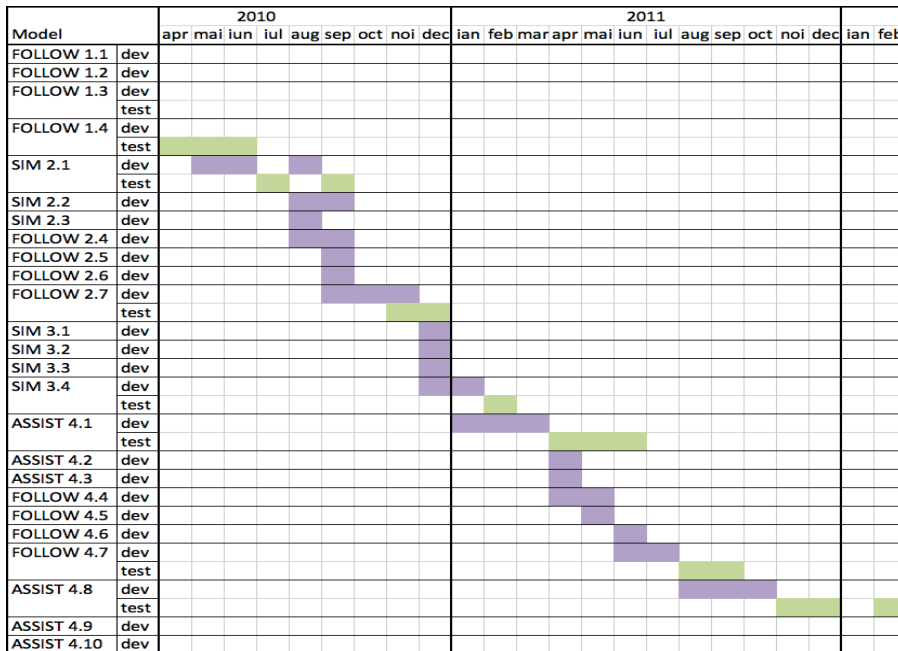 2010 2011
Model apr mai iun iul aug sep oct noi dec ian feb mar apr mai iun iul aug sep oct noi dec ian feb
FOLLOW 1.1 dev
FOLLOW 1.2 dev
FOLLOW 1.3 dev
test
FOLLOW 1.4 dev
test
SIM 2.1 dev
test
SIM 2.2 dev
SIM 2.3 dev
FOLLOW 2.4 dev
FOLLOW 2.5 dev
FOLLOW 2.6 dev
FOLLOW 2.7 dev
test
SIM 3.1 dev
SIM 3.2 dev
SIM 3.3 dev
SIM 3.4 dev
test
ASSIST 4.1 dev
test
ASSIST 4.2 dev
ASSIST 4.3 dev
FOLLOW 4.4 dev
FOLLOW 4.5 dev
FOLLOW 4.6 dev
FOLLOW 4.7 dev
test
ASSIST 4.8 dev
test
ASSIST 4.9 dev
ASSIST 4.10 dev